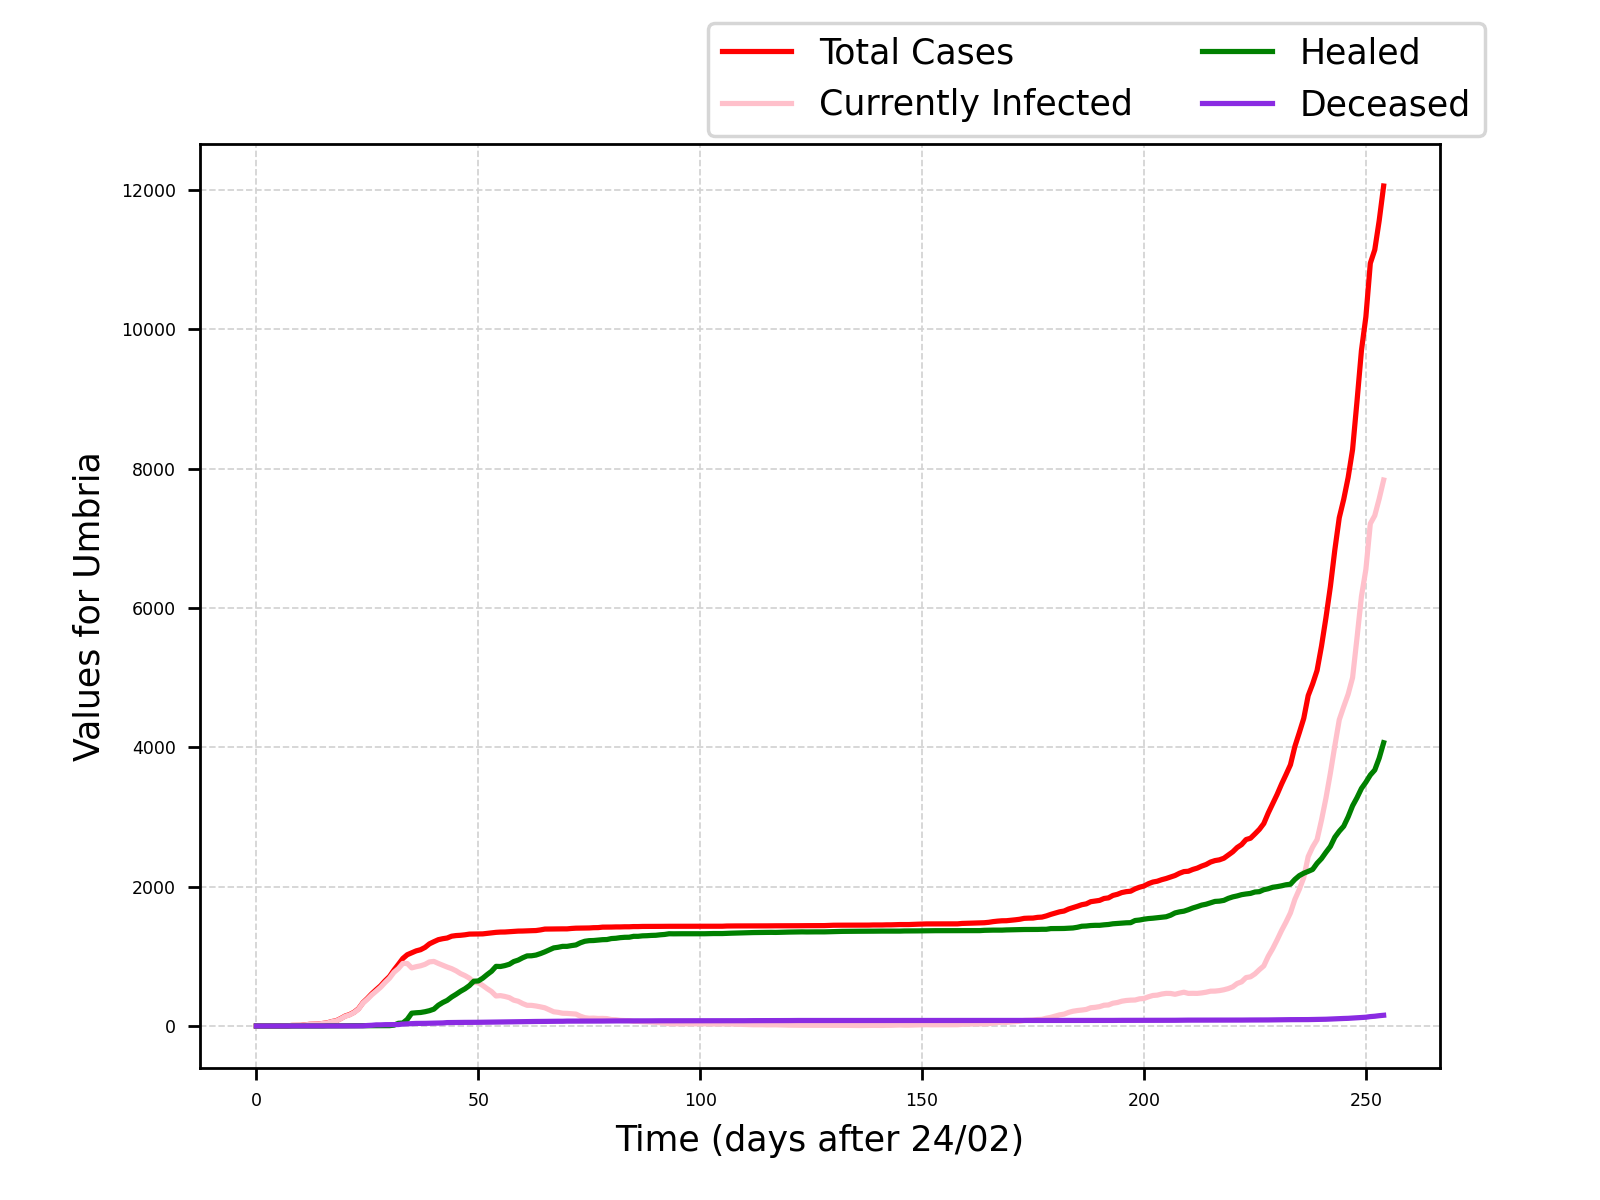 Total Cases
Currently Infected
Healed
Deceased
12000
10000
8000
6000
4000
2000
0
Values for Umbria
0 50 100 150 200 250
Time (days after 24/02)